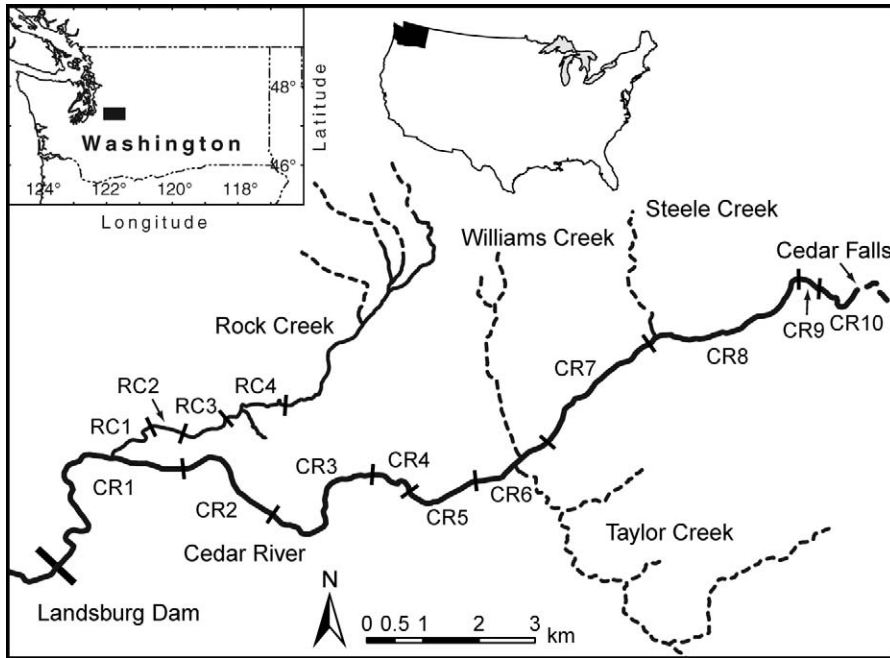 Washington
48°
46°
Latitude
124° 122° 120° 118°
Longitude
Steele Creek
Williams Creek
Cedar Falls
CR9
CR10
Rock Creek
CR8
CR7
RC2
RC4
RC3
RC1
CR3
CR4
CR1
CR6
CR2
CR5
Taylor Creek
Cedar River
N
Landsburg Dam
0 0.5 1 2 3
km